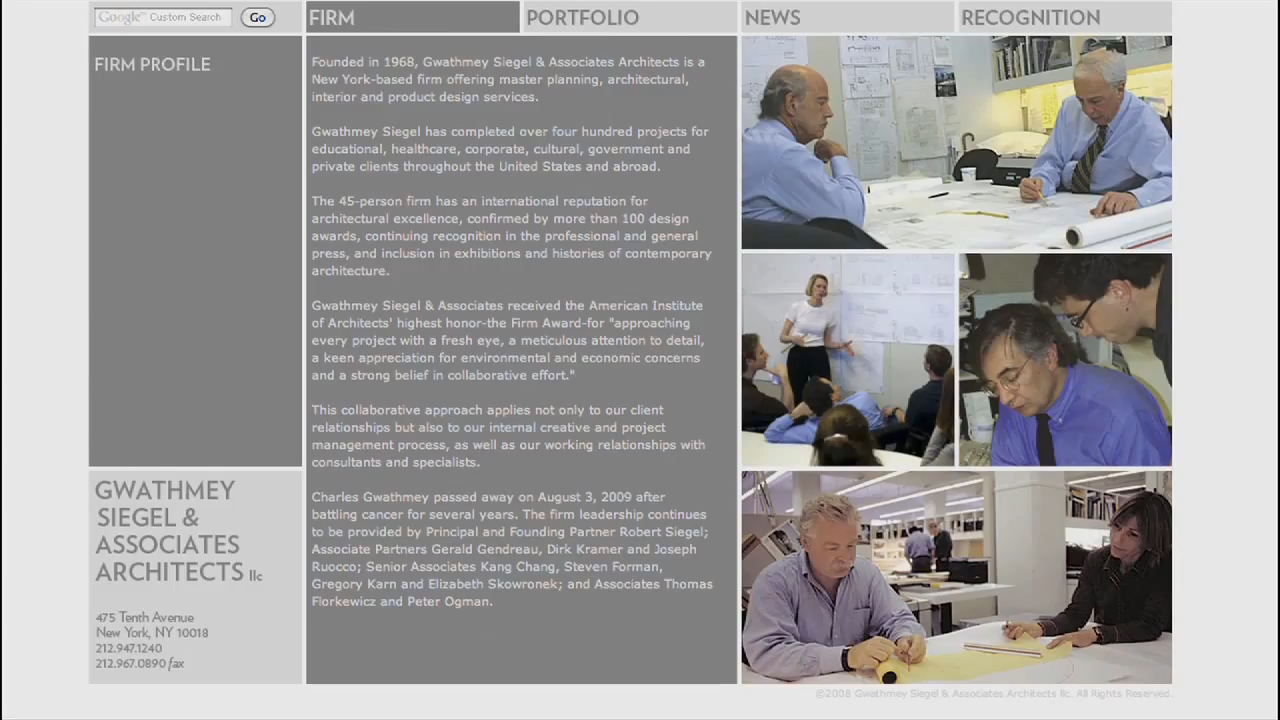 Google™ Custom Search
Go
FIRM
PORTFOLIO
NEWS
RECOGNITION
FIRM PROFILE
Founded in 1968, Gwathmey Siegel & Associates Architects is a
New York-based firm offering master planning, architectural,
interior and product design services.
Gwathmey Siegel has completed over four hundred projects for
educational, healthcare, corporate, cultural, government and
private clients throughout the United States and abroad.
The 45-person firm has an international reputation for
architectural excellence, confirmed by more than 100 design
awards, continuing recognition in the professional and general
press, and inclusion in exhibitions and histories of contemporary
architecture.
Gwathmey Siegel & Associates received the American Institute
of Architects' highest honor-the Firm Award-for "approaching
every project with a fresh eye, a meticulous attention to detail,
a keen appreciation for environmental and economic concerns
and a strong belief in collaborative effort."
This collaborative approach applies not only to our client
relationships but also to our internal creative and project
management process, as well as our working relationships with
consultants and specialists.
Charles Gwathmey passed away on August 3, 2009 after
battling cancer for several years. The firm leadership continues
to be provided by Principal and Founding Partner Robert Siegel;
Associate Partners Gerald Gendreau, Dirk Kramer and Joseph
Ruocco; Senior Associates Kang Chang, Steven Forman,
Gregory Karn and Elizabeth Skowronek; and Associates Thomas
Florkewicz and Peter Ogman.
GWATHMEY
SIEGEL &
ASSOCIATES
ARCHITECTS llc
475 Tenth Avenue
New York, NY 10018
212.947.1240
212.967.0890 fax
©2008 Gwathmey Siegel & Associates Architects llc. All Rights Reserved.